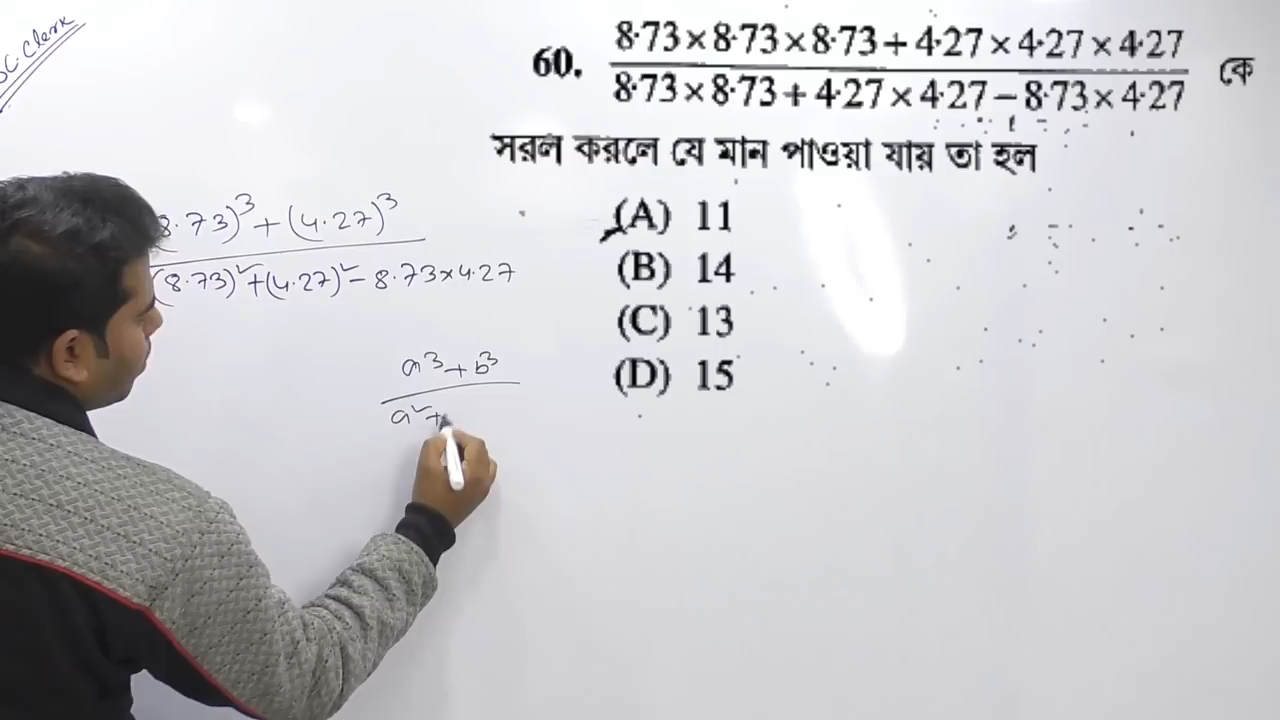 SC Clerk
60. 8·73×8·73×8·73+4·27×4·27×4·27 / 8·73×8·73+4·27×4·27−8·73×4·27 কে
সরল করলে যে মান পাওয়া যায় তা হল
(A) 11
(B) 14
(C) 13
(D) 15
8.73)³+(4.27)³
(8.73)²+(4.27)²−8.73×4.27
a³+b³
a²+